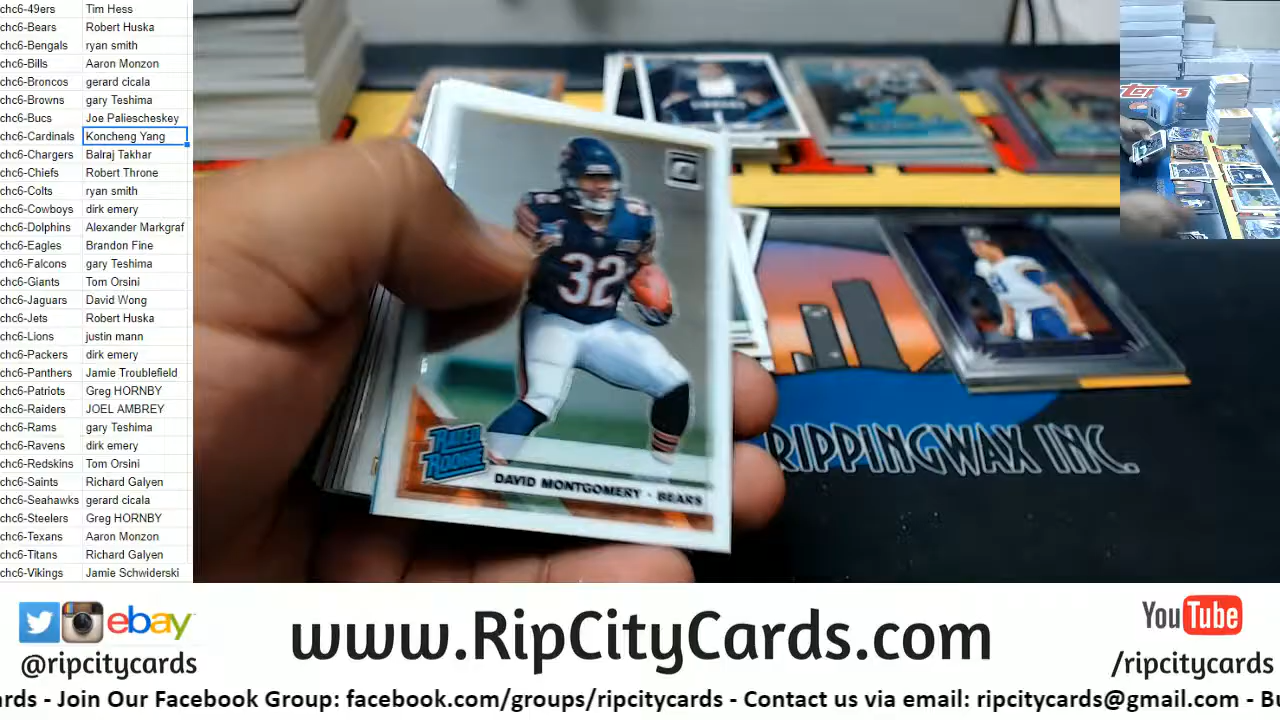 chc6-49ers Tim Hess
chc6-Bears Robert Huska
chc6-Bengals ryan smith
chc6-Bills Aaron Monzon
chc6-Broncos gerard cicala
chc6-Browns gary Teshima
chc6-Bucs Joe Paliescheskey
chc6-Cardinals Koncheng Yang
chc6-Chargers Balraj Takhar
chc6-Chiefs Robert Throne
chc6-Colts ryan smith
chc6-Cowboys dirk emery
chc6-Dolphins Alexander Markgraf
chc6-Eagles Brandon Fine
chc6-Falcons gary Teshima
chc6-Giants Tom Orsini
chc6-Jaguars David Wong
chc6-Jets Robert Huska
chc6-Lions justin mann
chc6-Packers dirk emery
chc6-Panthers Jamie Troublefield
chc6-Patriots Greg HORNBY
chc6-Raiders JOEL AMBREY
chc6-Rams gary Teshima
chc6-Ravens dirk emery
chc6-Redskins Tom Orsini
chc6-Saints Richard Galyen
chc6-Seahawks gerard cicala
chc6-Steelers Greg HORNBY
chc6-Texans Aaron Monzon
chc6-Titans Richard Galyen
chc6-Vikings Jamie Schwiderski
Topps
32
32
RATED
ROOKIE
DAVID MONTGOMERY · BEARS
RIPPINGWAX INC.
ebay
@ripcitycards
www.RipCityCards.com
YouTube
/ripcitycards
ards - Join Our Facebook Group: facebook.com/groups/ripcitycards - Contact us via email: ripcitycards@gmail.com - Bu